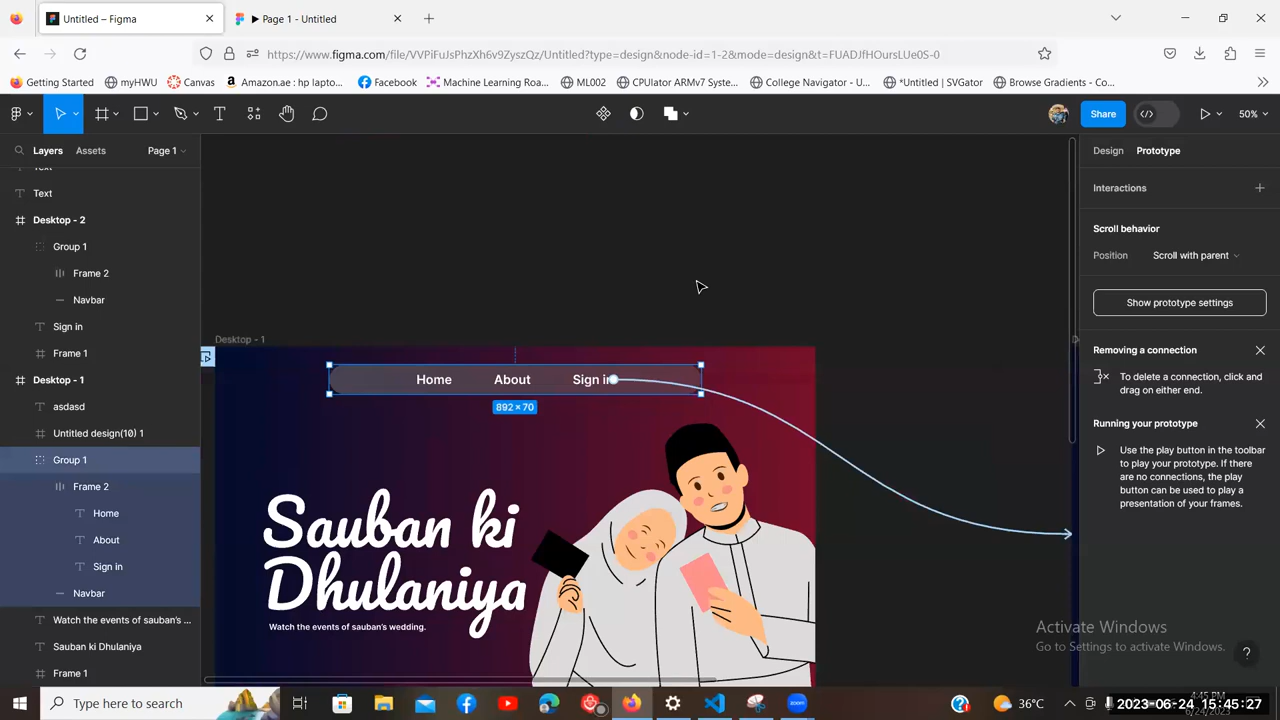 Untitled – Figma
▶ Page 1 - Untitled
https://www.figma.com/file/VVPiFuJsPhzXh6v9ZyszQz/Untitled?type=design&node-id=1-2&mode=design&t=FUADJfHOursLUe0S-0
Getting Started
myHWU
Canvas
Amazon.ae : hp lapto...
Facebook
Machine Learning Roa...
ML002
CPUlator ARMv7 Syste...
College Navigator - U...
*Untitled | SVGator
Browse Gradients - Co...
Share
50%
Layers
Assets
Page 1
Text
Text
Desktop - 2
Group 1
Frame 2
Navbar
Sign in
Frame 1
Desktop - 1
asdasd
Untitled design(10) 1
Group 1
Frame 2
Home
About
Sign in
Navbar
Watch the events of sauban's ...
Sauban ki Dhulaniya
Frame 1
Desktop - 1
Home
About
Sign in
892 × 70
Sauban ki
Dhulaniya
Watch the events of sauban's wedding.
Design
Prototype
Interactions
Scroll behavior
Position
Scroll with parent
Show prototype settings
Removing a connection
To delete a connection, click and
drag on either end.
Running your prototype
Use the play button in the toolbar
to play your prototype. If there
are no connections, the play
button can be used to play a
presentation of your frames.
Activate Windows
Go to Settings to activate Windows.
Type here to search
zoom
36°C
4:45 PM
2023-06-24 15:45:27